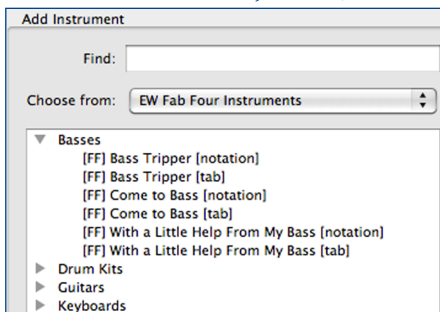 Add Instrument
Find:
Choose from: EW Fab Four Instruments
Basses
[FF] Bass Tripper [notation]
[FF] Bass Tripper [tab]
[FF] Come to Bass [notation]
[FF] Come to Bass [tab]
[FF] With a Little Help From My Bass [notation]
[FF] With a Little Help From My Bass [tab]
Drum Kits
Guitars
Keyboards